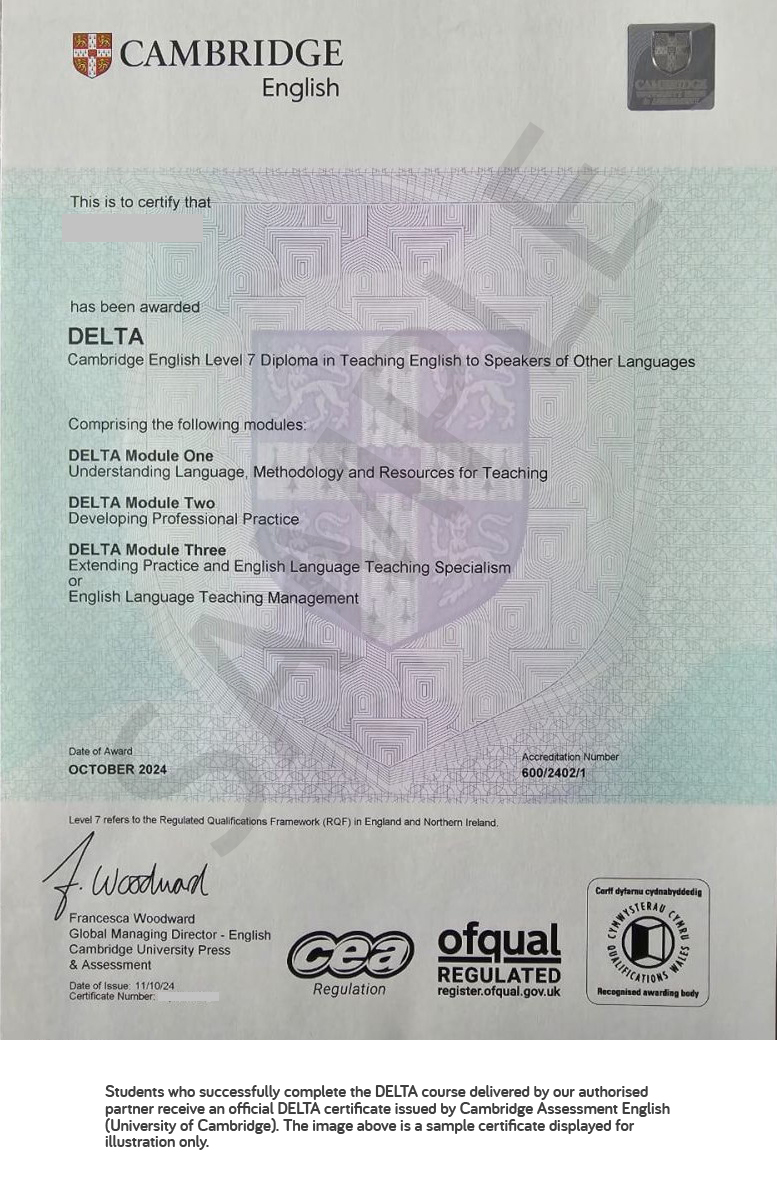 CAMBRIDGE
English
CAMBRIDGE
UNIVERSITY PRESS
& ASSESSMENT
This is to certify that
has been awarded
DELTA
Cambridge English Level 7 Diploma in Teaching English to Speakers of Other Languages
Comprising the following modules:
DELTA Module One
Understanding Language, Methodology and Resources for Teaching
DELTA Module Two
Developing Professional Practice
DELTA Module Three
Extending Practice and English Language Teaching Specialism
or
English Language Teaching Management
SAMPLE
Date of Award
OCTOBER 2024
Accreditation Number
600/2402/1
Level 7 refers to the Regulated Qualifications Framework (RQF) in England and Northern Ireland.
F. Woodward
Francesca Woodward
Global Managing Director - English
Cambridge University Press
& Assessment
Date of Issue: 11/10/24
Certificate Number:
cea
Regulation
ofqual
REGULATED
register.ofqual.gov.uk
Corff dyfarnu cydnabyddedig
CYMWYSTERAU CYMRU
QUALIFICATIONS WALES
Recognised awarding body
Students who successfully complete the DELTA course delivered by our authorised
partner receive an official DELTA certificate issued by Cambridge Assessment English
(University of Cambridge). The image above is a sample certificate displayed for
illustration only.